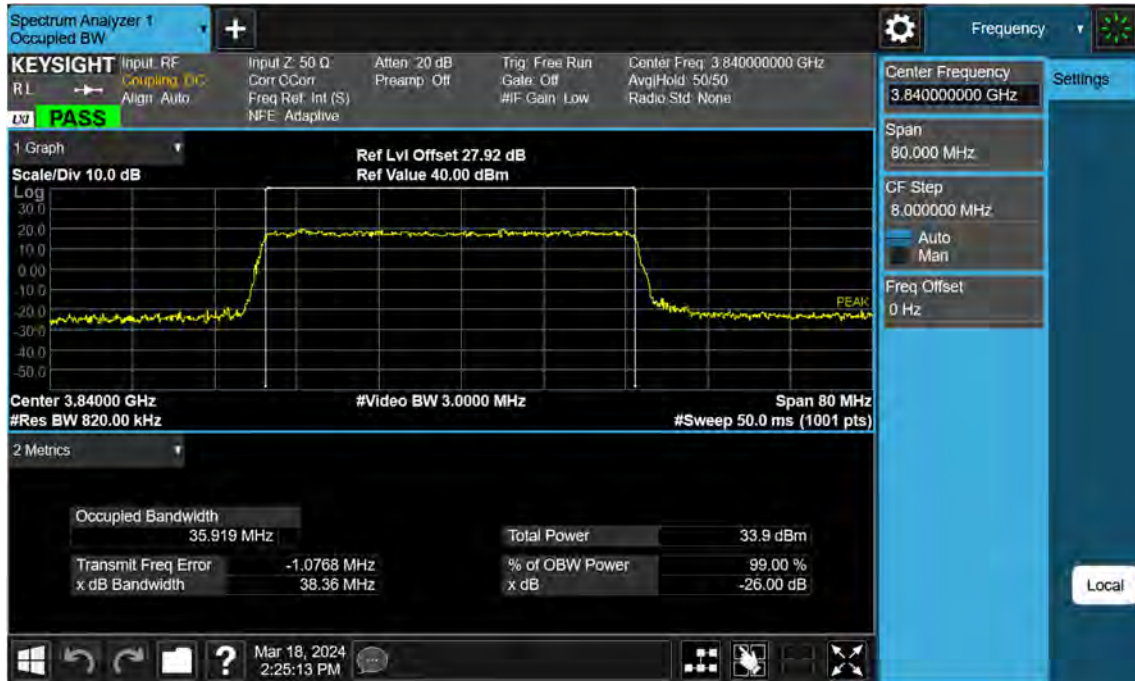 Spectrum Analyzer 1
Occupied BW
+
Frequency
KEYSIGHT Input: RF Input Z: 50 Ω Atten: 20 dB Trig: Free Run Center Freq: 3.840000000 GHz
RL Coupling: DC Corr CCorr Preamp: Off Gate: Off Avg|Hold: 50/50
Align: Auto Freq Ref: Int (S) #IF Gain: Low Radio Std: None
LXI PASS NFE: Adaptive
Center Frequency
3.840000000 GHz
Settings
Span
80.000 MHz
CF Step
8.000000 MHz
Auto
Man
Freq Offset
0 Hz
1 Graph
Scale/Div 10.0 dB
Ref Lvl Offset 27.92 dB
Ref Value 40.00 dBm
Log
30.0
20.0
10.0
0.00
-10.0
-20.0
-30.0
-40.0
-50.0
PEAK
Center 3.84000 GHz #Video BW 3.0000 MHz Span 80 MHz
#Res BW 820.00 kHz #Sweep 50.0 ms (1001 pts)
2 Metrics
Occupied Bandwidth
35.919 MHz
Total Power 33.9 dBm
Transmit Freq Error -1.0768 MHz % of OBW Power 99.00 %
x dB Bandwidth 38.36 MHz x dB -26.00 dB
Local
?
Mar 18, 2024
2:25:13 PM